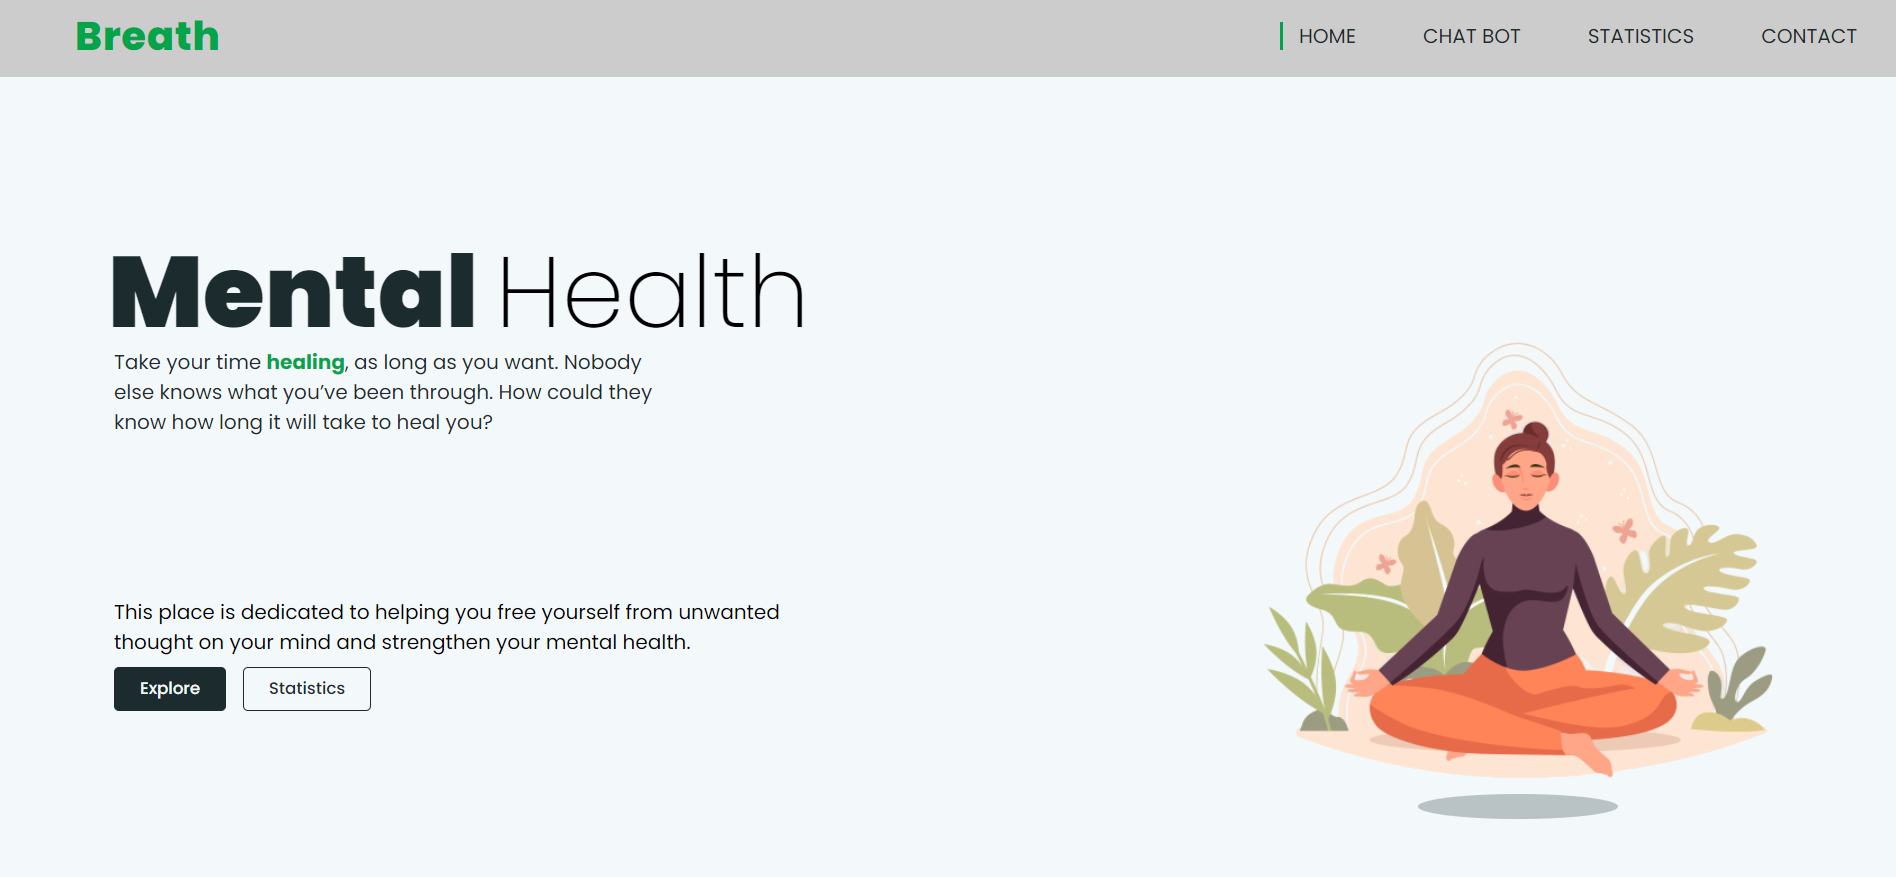 Breath
HOME CHAT BOT STATISTICS CONTACT
Mental Health
Take your time healing, as long as you want. Nobody
else knows what you’ve been through. How could they
know how long it will take to heal you?
This place is dedicated to helping you free yourself from unwanted
thought on your mind and strengthen your mental health.
Explore Statistics